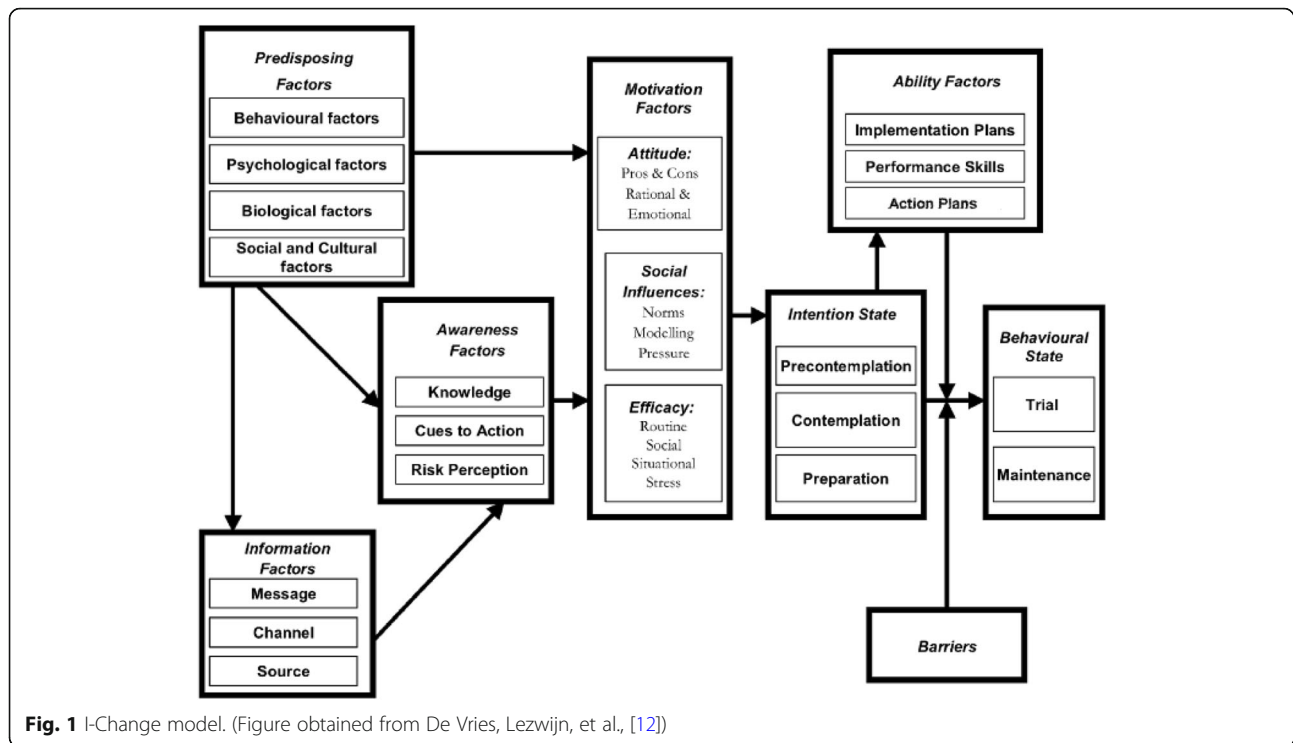 Predisposing
Factors
Behavioural factors
Psychological factors
Biological factors
Social and Cultural
factors
Information
Factors
Message
Channel
Source
Awareness
Factors
Knowledge
Cues to Action
Risk Perception
Motivation
Factors
Attitude:
Pros & Cons
Rational &
Emotional
Social
Influences:
Norms
Modelling
Pressure
Efficacy:
Routine
Social
Situational
Stress
Intention State
Precontemplation
Contemplation
Preparation
Ability Factors
Implementation Plans
Performance Skills
Action Plans
Behavioural
State
Trial
Maintenance
Barriers
Fig. 1 I-Change model. (Figure obtained from De Vries, Lezwijn, et al., [12])